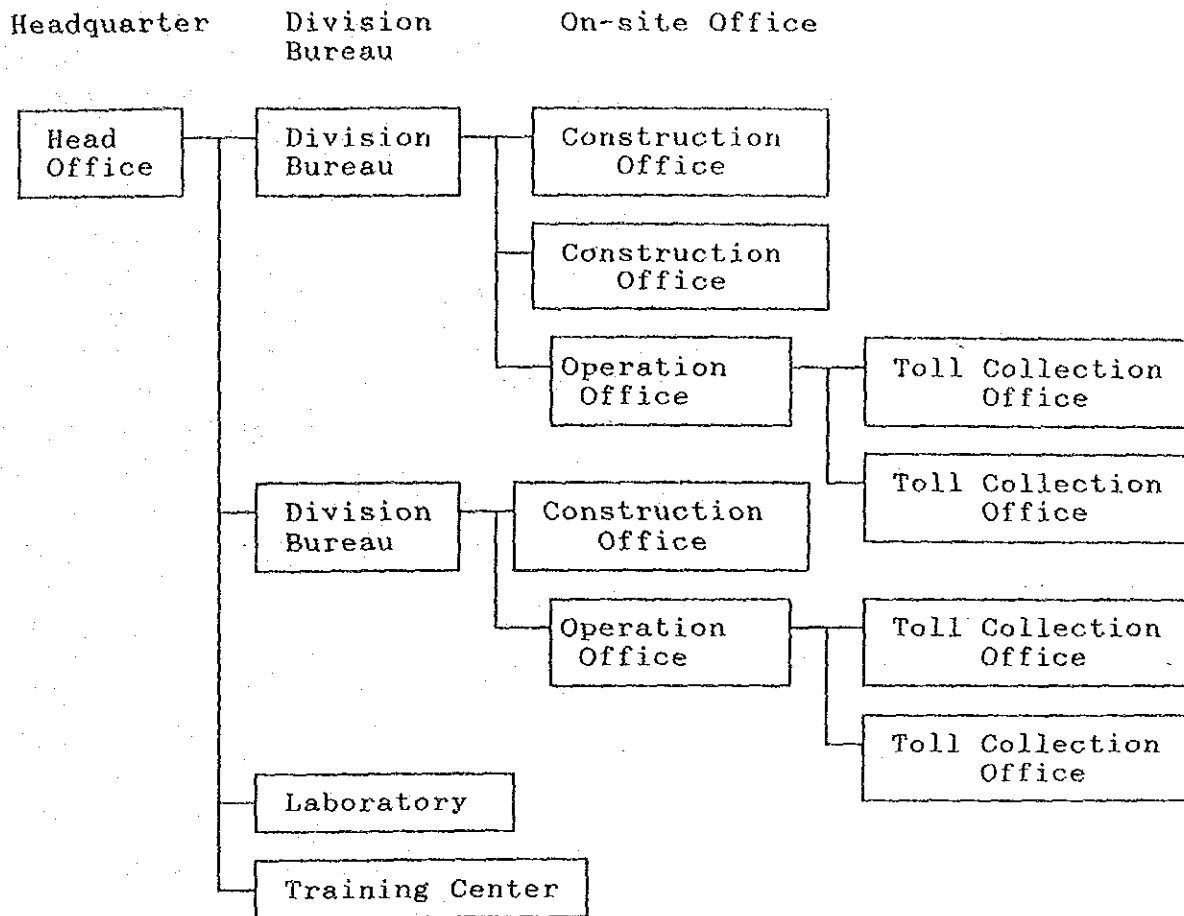 Headquarter Division Bureau On-site Office
Head Office
Division Bureau
Construction Office
Construction Office
Operation Office
Toll Collection Office
Toll Collection Office
Division Bureau
Construction Office
Operation Office
Toll Collection Office
Toll Collection Office
Laboratory
Training Center